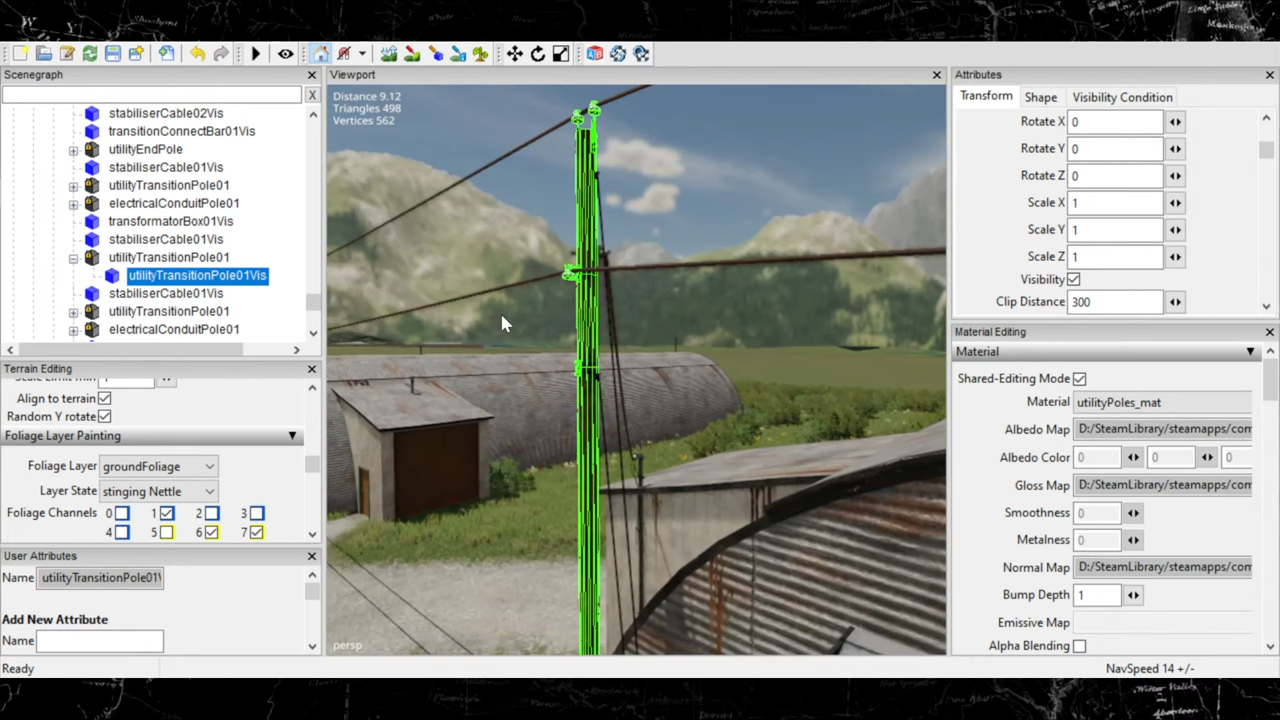 Scenegraph
X
stabiliserCable02Vis
transitionConnectBar01Vis
utilityEndPole
stabiliserCable01Vis
utilityTransitionPole01
electricalConduitPole01
transformatorBox01Vis
stabiliserCable01Vis
utilityTransitionPole01
utilityTransitionPole01Vis
stabiliserCable01Vis
utilityTransitionPole01
electricalConduitPole01
Terrain Editing
Align to terrain
Random Y rotate
Foliage Layer Painting
Foliage Layer groundFoliage
Layer State stinging Nettle
Foliage Channels 0 1 2 3
4 5 6 7
User Attributes
Name utilityTransitionPole01\
Add New Attribute
Name
Ready
Viewport
Distance 9.12
Triangles 498
Vertices 562
persp
Attributes
Transform Shape Visibility Condition
Rotate X 0
Rotate Y 0
Rotate Z 0
Scale X 1
Scale Y 1
Scale Z 1
Visibility
Clip Distance 300
Material Editing
Material
Shared-Editing Mode
Material utilityPoles_mat
Albedo Map D:/SteamLibrary/steamapps/com
Albedo Color 0 0 0
Gloss Map D:/SteamLibrary/steamapps/com
Smoothness 0
Metalness 0
Normal Map D:/SteamLibrary/steamapps/com
Bump Depth 1
Emissive Map
Alpha Blending
NavSpeed 14 +/-